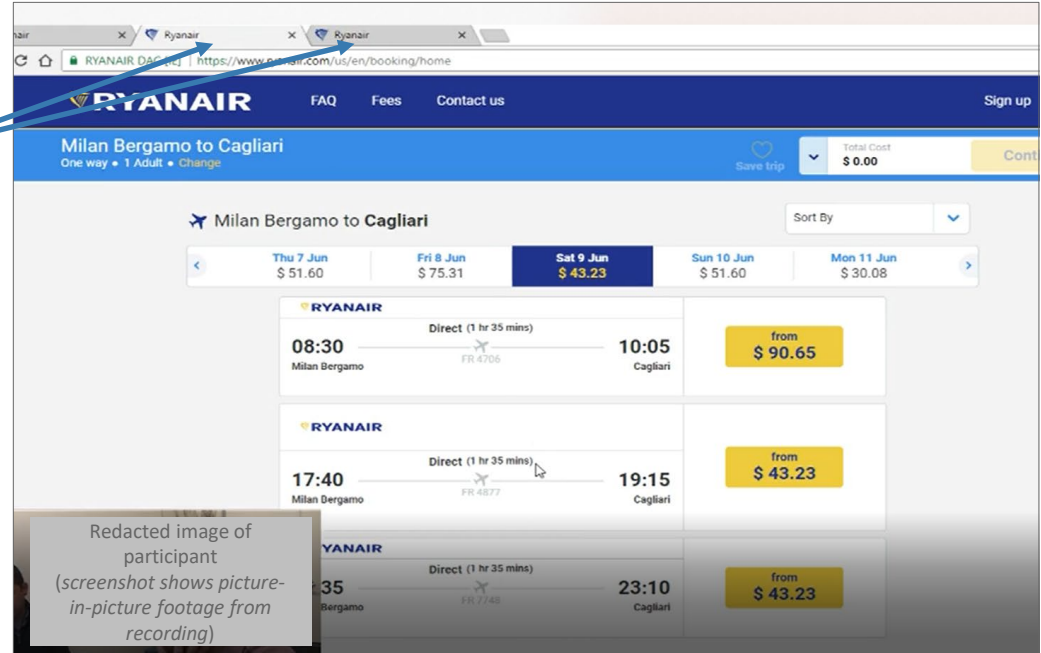 nair
Ryanair
Ryanair
RYANAIR DAC [IE] https://www.ryanair.com/us/en/booking/home
RYANAIR FAQ Fees Contact us Sign up
Milan Bergamo to Cagliari
One way • 1 Adult • Change
Save trip
Total Cost
$ 0.00
Conti
Milan Bergamo to Cagliari
Sort By
Thu 7 Jun Fri 8 Jun Sat 9 Jun Sun 10 Jun Mon 11 Jun
$ 51.60 $ 75.31 $ 43.23 $ 51.60 $ 30.08
RYANAIR
Direct (1 hr 35 mins)
08:30 10:05
FR 4706
Milan Bergamo Cagliari
from
$ 90.65
RYANAIR
Direct (1 hr 35 mins)
17:40 19:15
FR 4877
Milan Bergamo Cagliari
from
$ 43.23
YANAIR
Direct (1 hr 35 mins)
:35 23:10
Bergamo Cagliari
from
$ 43.23
Redacted image of
participant
(screenshot shows picture-
in-picture footage from
recording)